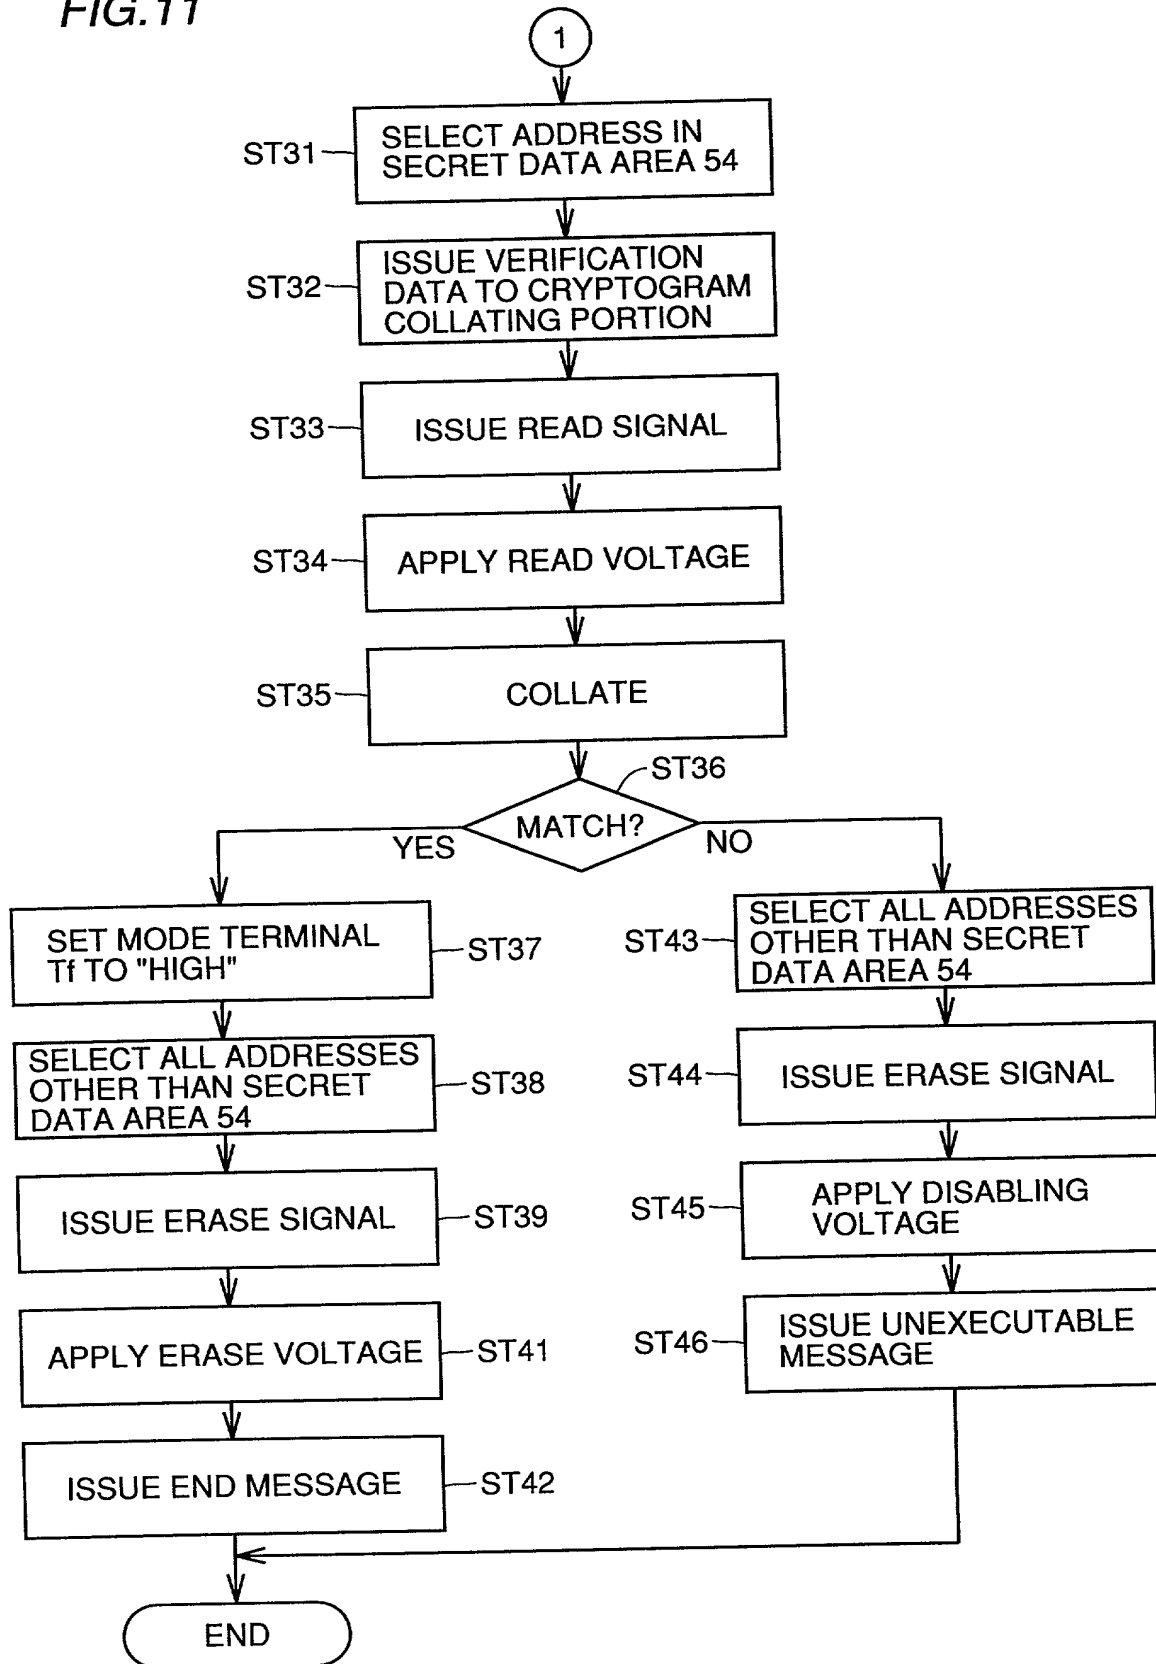 FIG.11
1
ST31
SELECT ADDRESS IN
SECRET DATA AREA 54
ST32
ISSUE VERIFICATION
DATA TO CRYPTOGRAM
COLLATING PORTION
ST33
ISSUE READ SIGNAL
ST34
APPLY READ VOLTAGE
ST35
COLLATE
ST36
MATCH?
YES
NO
SET MODE TERMINAL
Tf TO "HIGH"
ST37
SELECT ALL ADDRESSES
OTHER THAN SECRET
DATA AREA 54
ST38
ISSUE ERASE SIGNAL
ST39
APPLY ERASE VOLTAGE
ST41
ISSUE END MESSAGE
ST42
ST43
SELECT ALL ADDRESSES
OTHER THAN SECRET
DATA AREA 54
ST44
ISSUE ERASE SIGNAL
ST45
APPLY DISABLING
VOLTAGE
ST46
ISSUE UNEXECUTABLE
MESSAGE
END